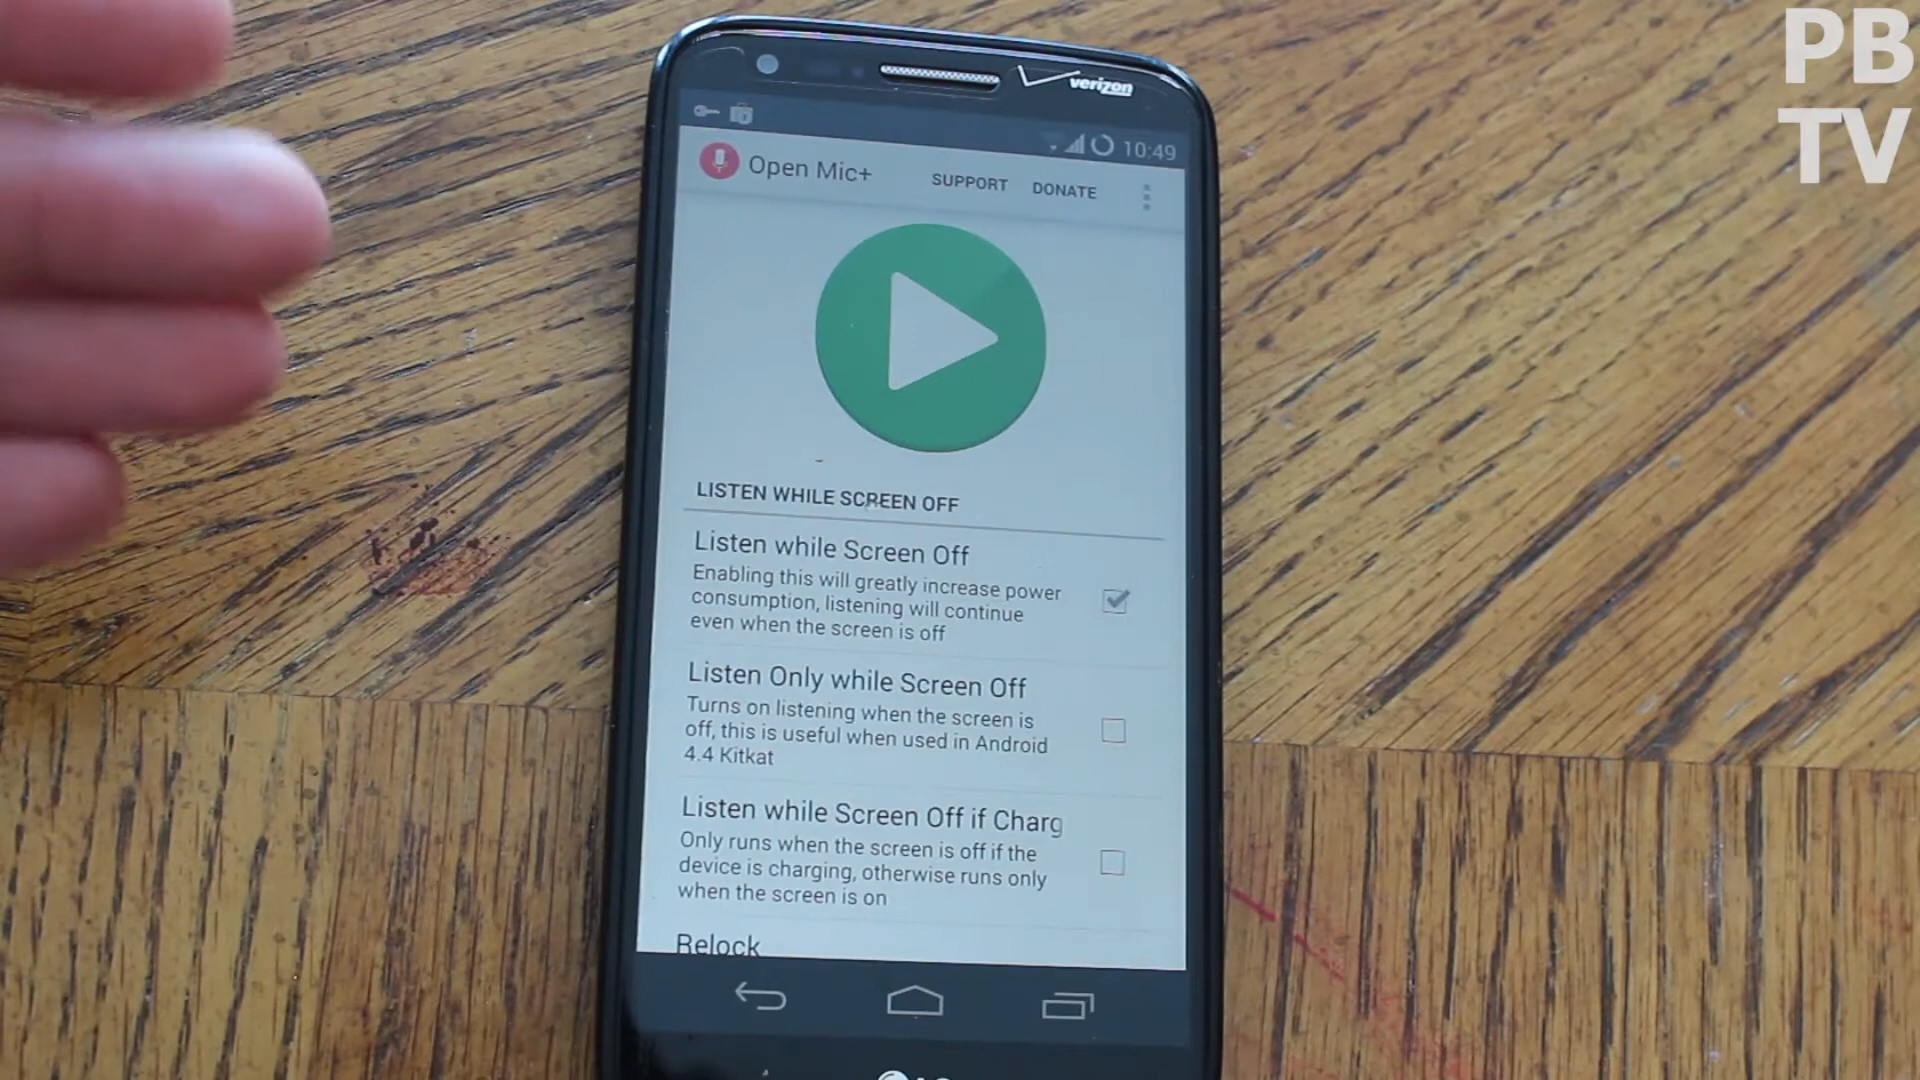 PB
TV
verizon
10:49
Open Mic+
SUPPORT
DONATE
LISTEN WHILE SCREEN OFF
Listen while Screen Off
Enabling this will greatly increase power
consumption, listening will continue
even when the screen is off
Listen Only while Screen Off
Turns on listening when the screen is
off, this is useful when used in Android
4.4 Kitkat
Listen while Screen Off if Charg
Only runs when the screen is off if the
device is charging, otherwise runs only
when the screen is on
Relock